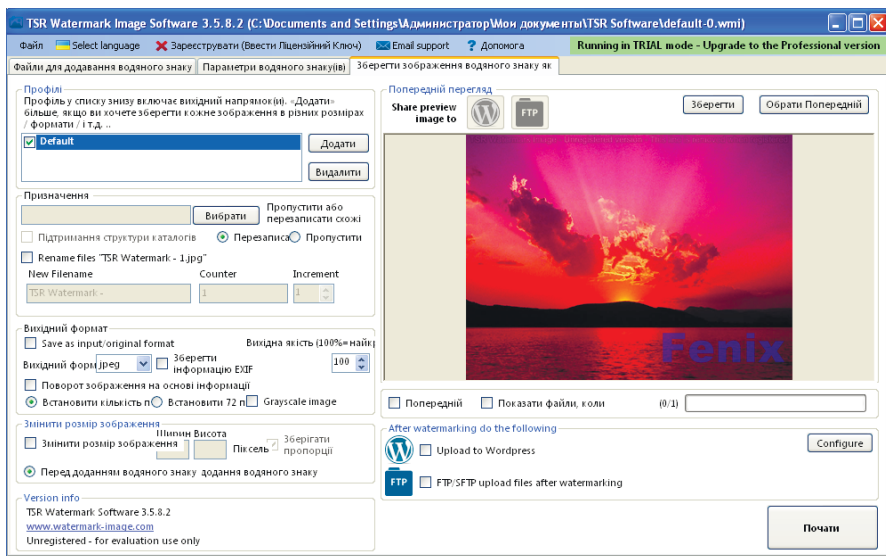 TSR Watermark Image Software 3.5.8.2 (C:\Documents and Settings\Администратор\Мои документы\TSR Software\default-0.wmi)
Файл Select language Зареєструвати (Ввести Ліцензійний Ключ) Email support Допомога Running in TRIAL mode - Upgrade to the Professional version
Файли для додавання водяного знаку Параметри водяного знаку(ів) Зберегти зображення водяного знаку як
Профілі
Профіль у списку знизу включає вихідний напрямок(и). «Додати»
більше, якщо ви хочете зберегти кожне зображення в різних розмірах
/ формати / і т.д. ..
Default
Додати
Видалити
Призначення
Вибрати
Пропустити або
перезаписати схожі
Підтримання структури каталогів Перезаписа Пропустити
Rename files "TSR Watermark - 1.jpg"
New Filename Counter Increment
TSR Watermark - 1 1
Вихідний формат
Save as input/original format Вихідна якість (100%=найк
Вихідний форм jpeg Зберегти
інформацію EXIF 100
Поворот зображення на основі інформації
Встановити кількість п Встановити 72 п Grayscale image
Змінити розмір зображення
Змінити розмір зображення Ширин Висота Піксель Зберігати
пропорції
Перед доданням водяного знаку додання водяного знаку
Version info
TSR Watermark Software 3.5.8.2
www.watermark-image.com
Unregistered - for evaluation use only
Попередній перегляд
Share preview
image to
FTP
Зберегти Обрати Попередній
Fenix
Попередній Показати файли, коли (0/1)
After watermarking do the following
Upload to Wordpress
Configure
FTP FTP/SFTP upload files after watermarking
Почати